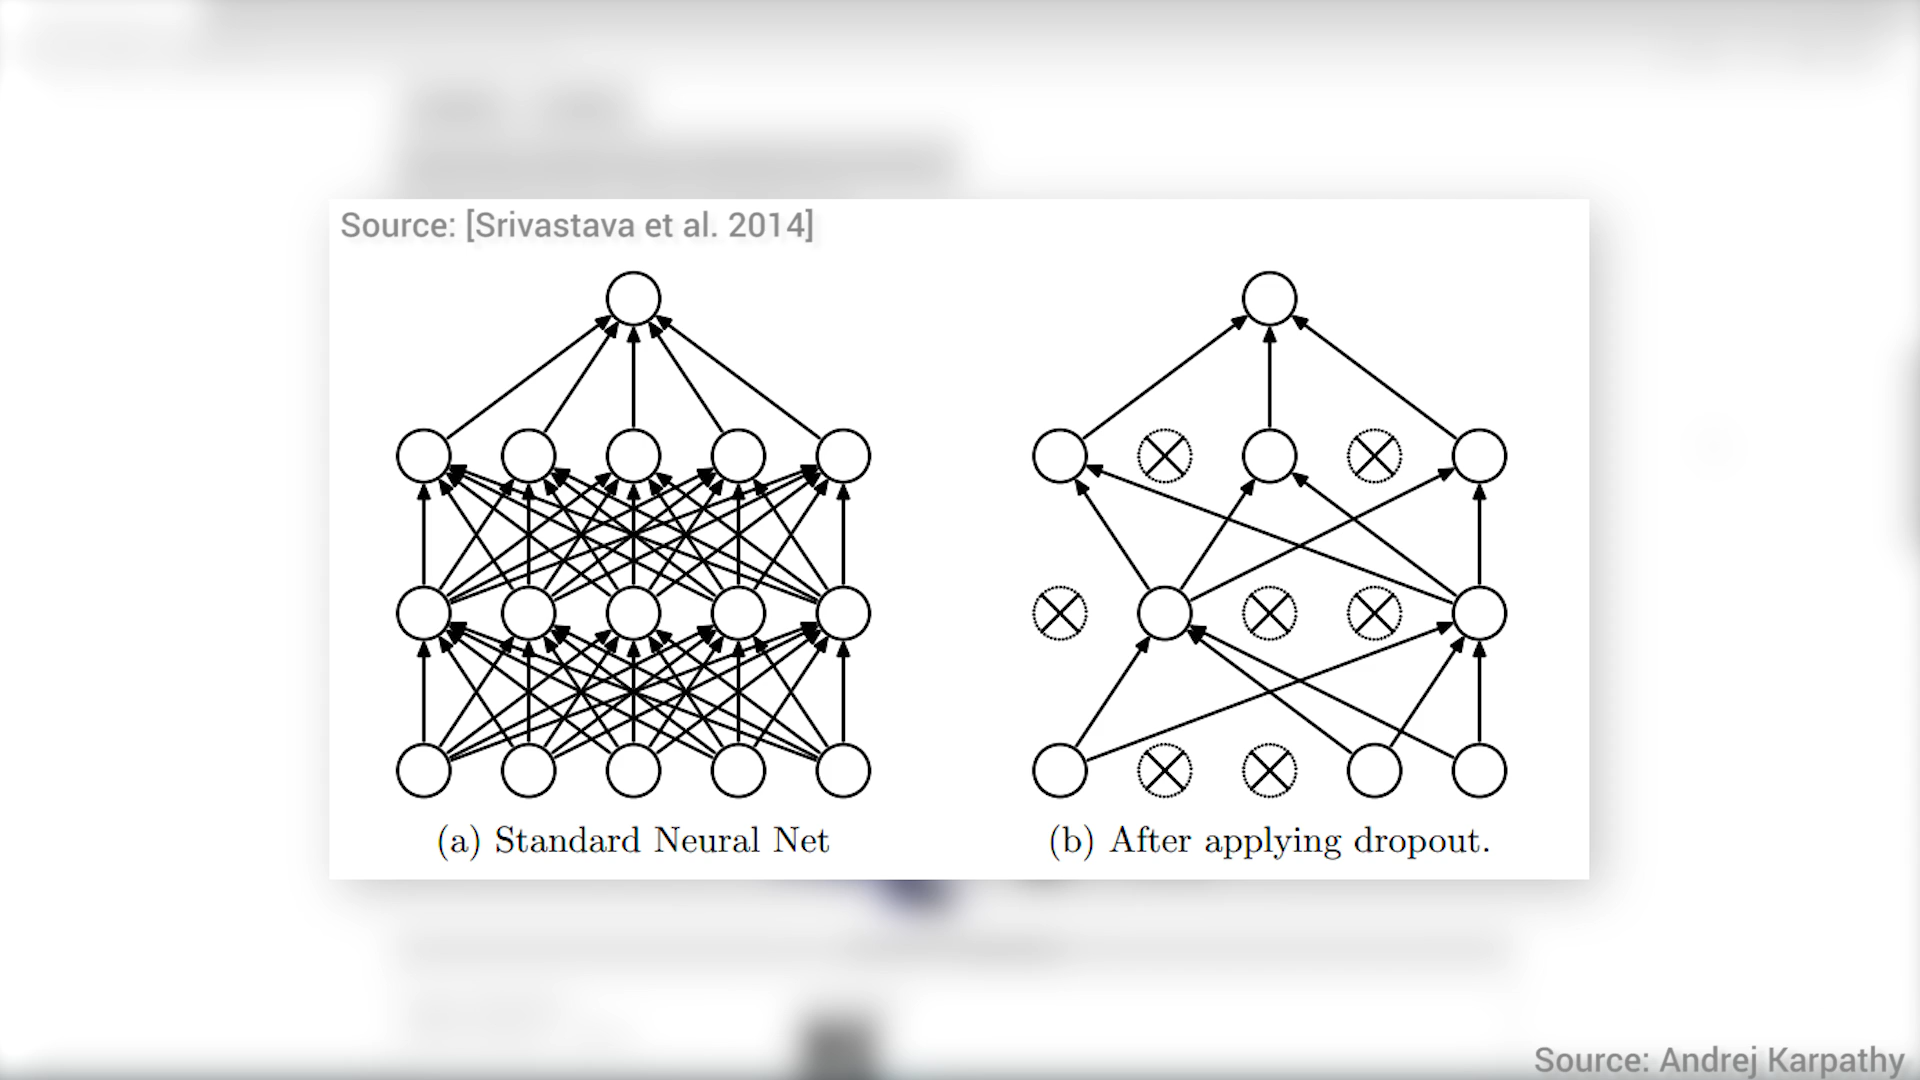 Source: [Srivastava et al. 2014]
(a) Standard Neural Net
(b) After applying dropout.
Source: Andrej Karpathy